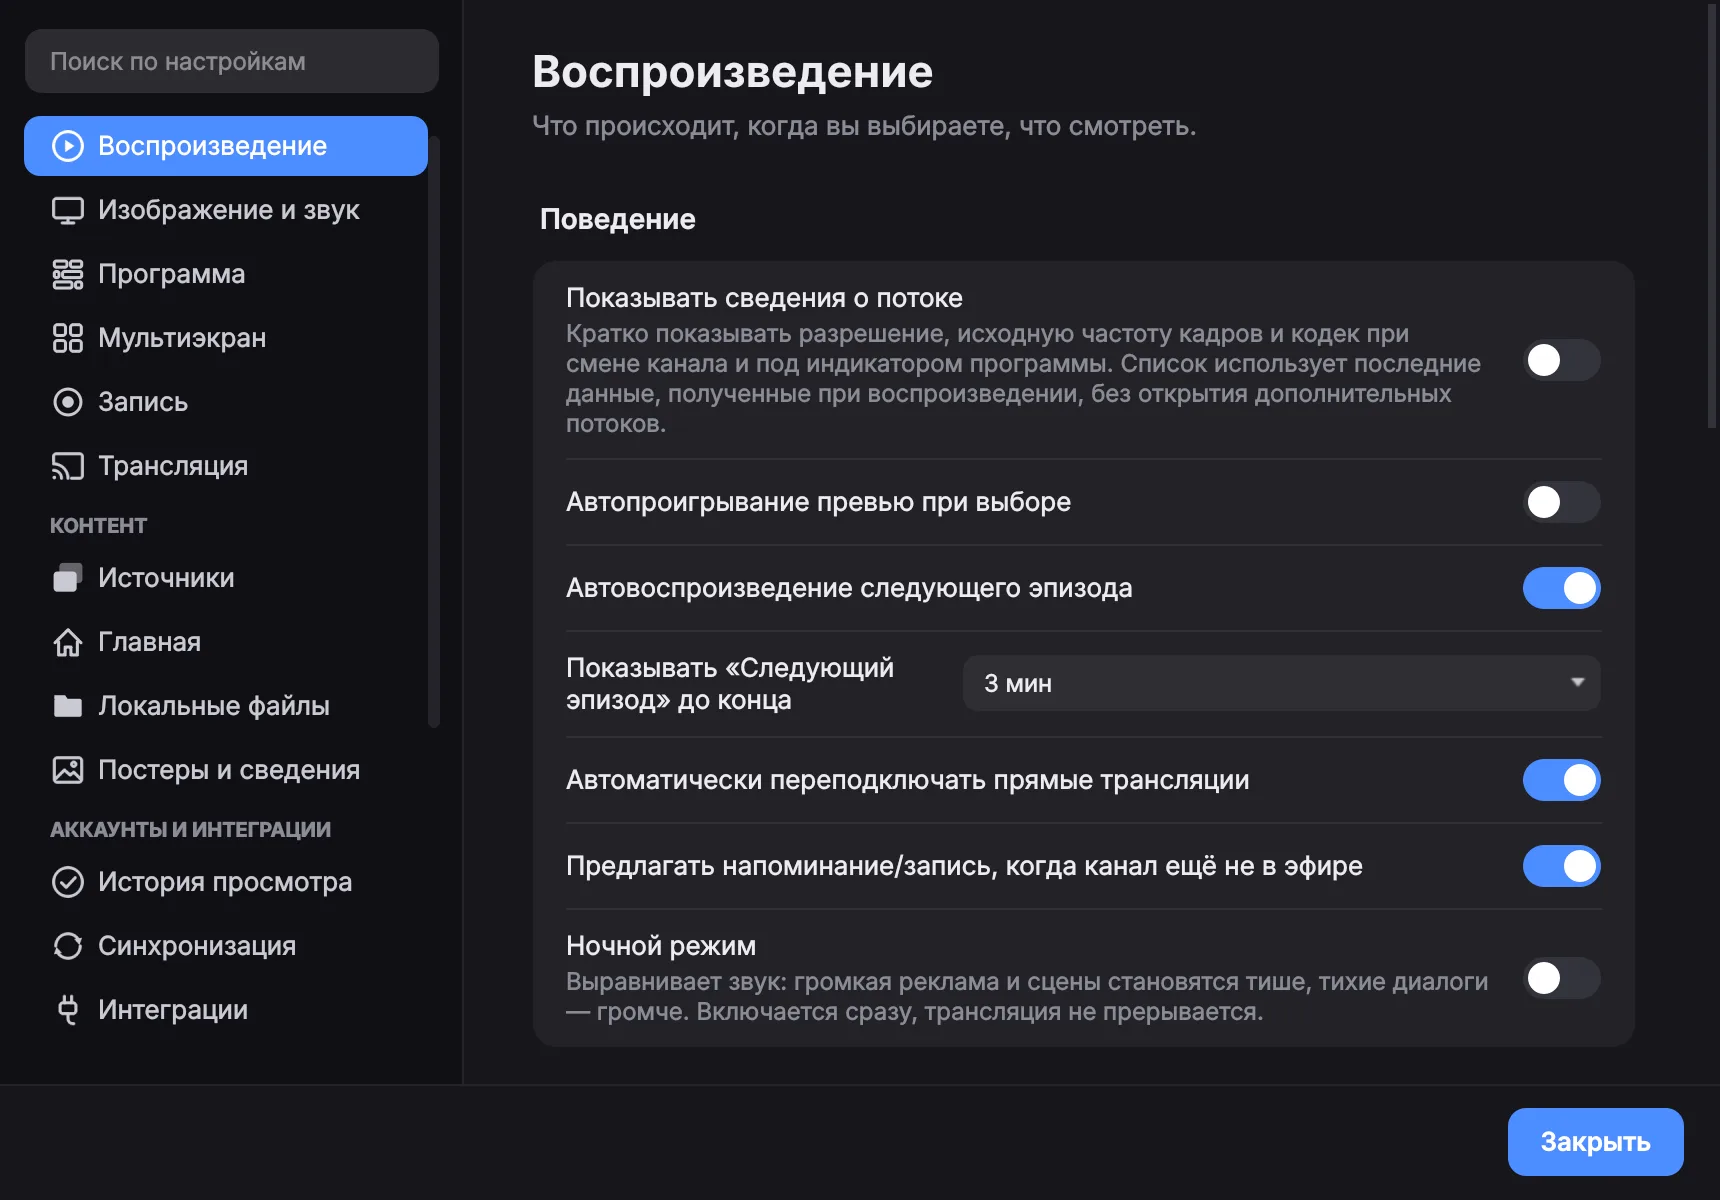 Поиск по настройкам
Воспроизведение
Изображение и звук
Программа
Мультиэкран
Запись
Трансляция
КОНТЕНТ
Источники
Главная
Локальные файлы
Постеры и сведения
АККАУНТЫ И ИНТЕГРАЦИИ
История просмотра
Синхронизация
Интеграции
Воспроизведение
Что происходит, когда вы выбираете, что смотреть.
Поведение
Показывать сведения о потоке
Кратко показывать разрешение, исходную частоту кадров и кодек при
смене канала и под индикатором программы. Список использует последние
данные, полученные при воспроизведении, без открытия дополнительных
потоков.
Автопроигрывание превью при выборе
Автовоспроизведение следующего эпизода
Показывать «Следующий
эпизод» до конца
3 мин
Автоматически переподключать прямые трансляции
Предлагать напоминание/запись, когда канал ещё не в эфире
Ночной режим
Выравнивает звук: громкая реклама и сцены становятся тише, тихие диалоги
— громче. Включается сразу, трансляция не прерывается.
Закрыть